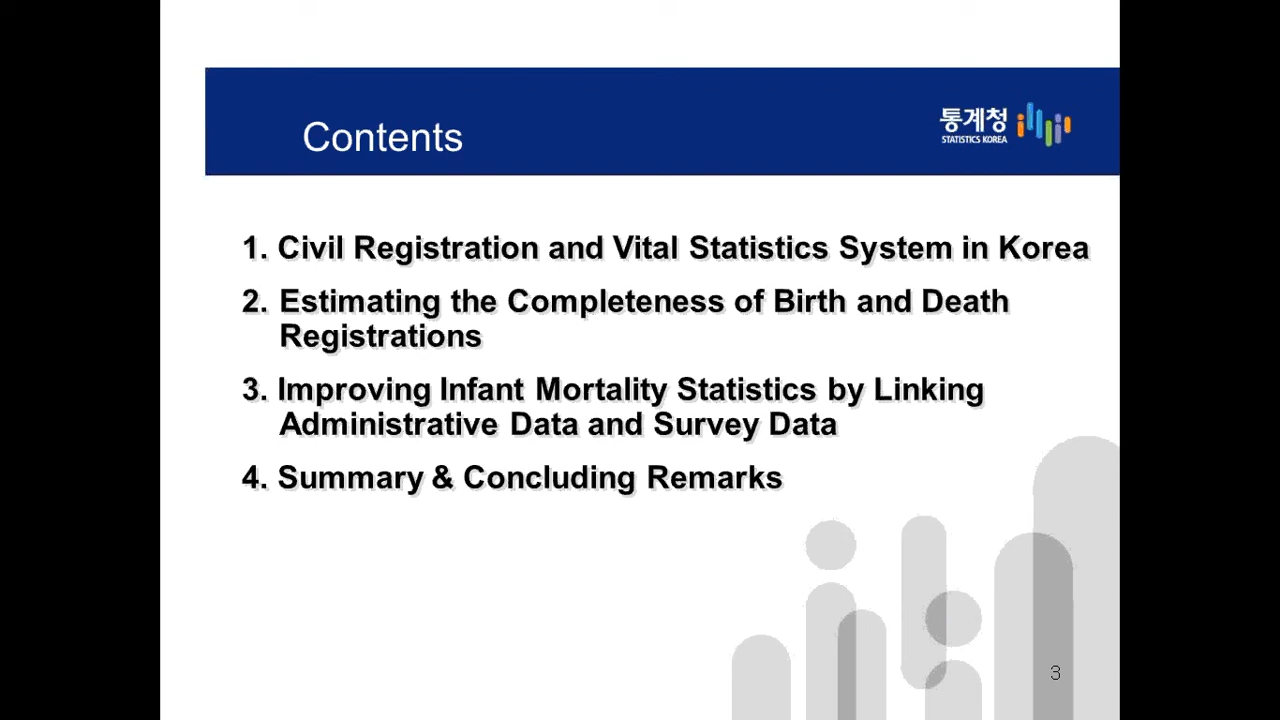 Contents
통계청
STATISTICS KOREA
1. Civil Registration and Vital Statistics System in Korea
2. Estimating the Completeness of Birth and Death
Registrations
3. Improving Infant Mortality Statistics by Linking
Administrative Data and Survey Data
4. Summary & Concluding Remarks
3